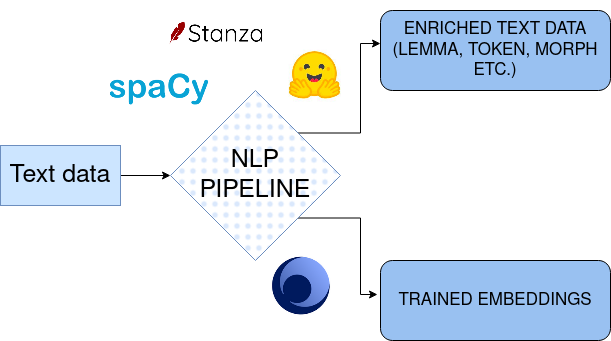 Stanza
spaCy
Text data
NLP
PIPELINE
ENRICHED TEXT DATA
(LEMMA, TOKEN, MORPH
ETC.)
TRAINED EMBEDDINGS